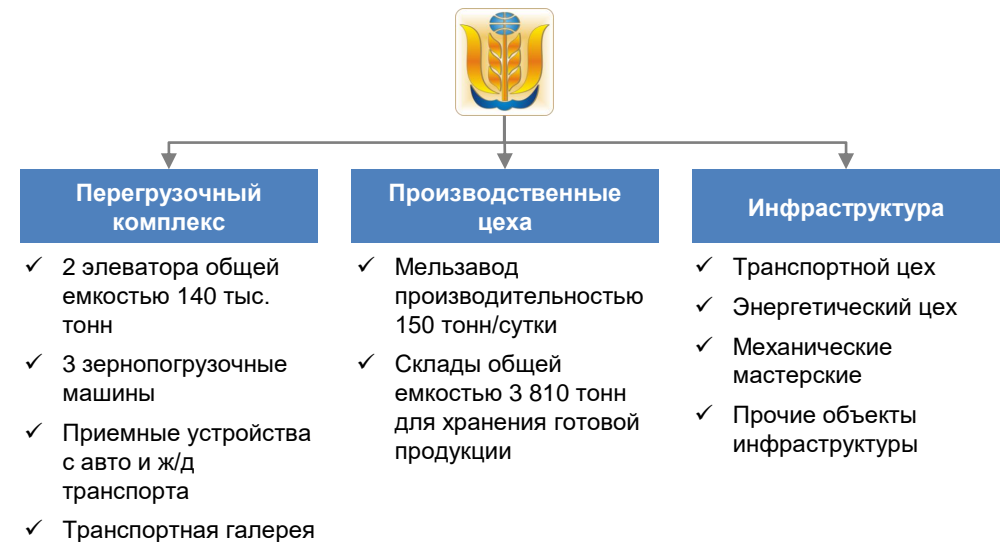 Перегрузочный
комплекс
✓ 2 элеватора общей
емкостью 140 тыс.
тонн
✓ 3 зернопогрузочные
машины
✓ Приемные устройства
с авто и ж/д
транспорта
✓ Транспортная галерея
Производственные
цеха
✓ Мельзавод
производительностью
150 тонн/сутки
✓ Склады общей
емкостью 3 810 тонн
для хранения готовой
продукции
Инфраструктура
✓ Транспортной цех
✓ Энергетический цех
✓ Механические
мастерские
✓ Прочие объекты
инфраструктуры